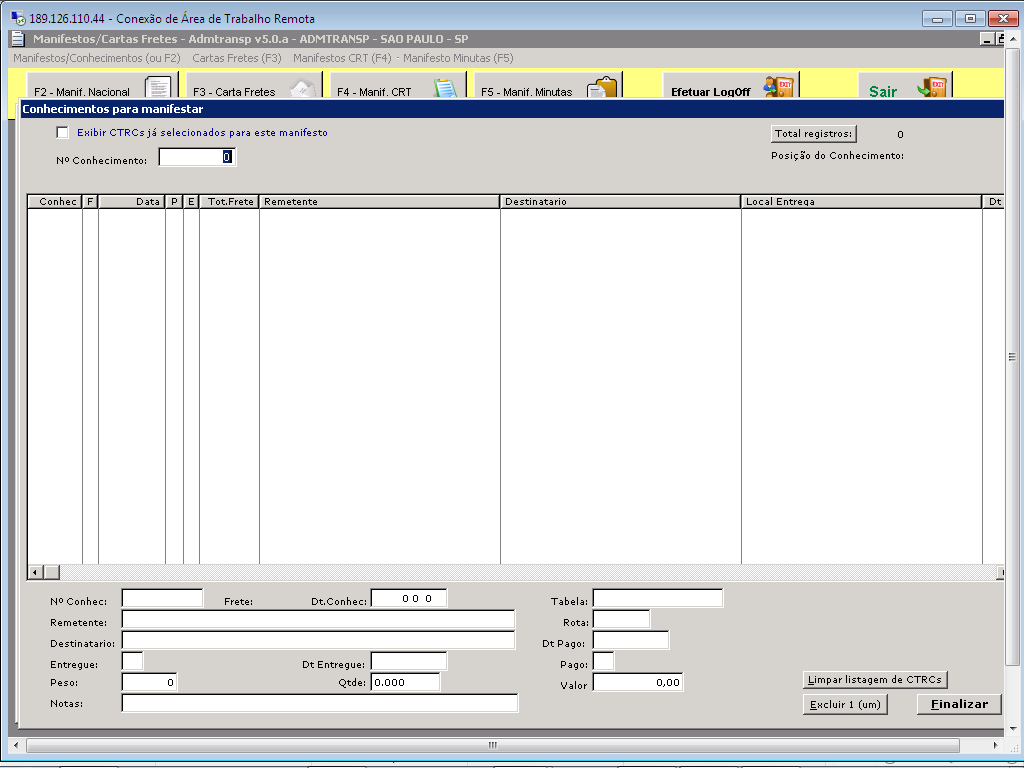 189.126.110.44 - Conexão de Área de Trabalho Remota
Manifestos/Cartas Fretes - Admtransp v5.0.a - ADMTRANSP - SAO PAULO - SP
Manifestos/Conhecimentos (ou F2) Cartas Fretes (F3) Manifestos CRT (F4) - Manifesto Minutas (F5)
F2 - Manif. Nacional F3 - Carta Fretes F4 - Manif. CRT F5 - Manif. Minutas Efetuar LogOff EXIT Sair EXIT
Conhecimentos para manifestar
Exibir CTRCs já selecionados para este manifesto Total registros: 0
Nº Conhecimento: 0 Posição do Conhecimento:
Conhec F Data P E Tot.Frete Remetente Destinatario Local Entrega Dt
Nº Conhec: Frete: Dt.Conhec: 0 0 0 Tabela:
Remetente: Rota:
Destinatario: Dt Pago:
Entregue: Dt Entregue: Pago:
Peso: 0 Qtde: 0.000 Valor 0,00 Limpar listagem de CTRCs
Notas: Excluir 1 (um) Finalizar